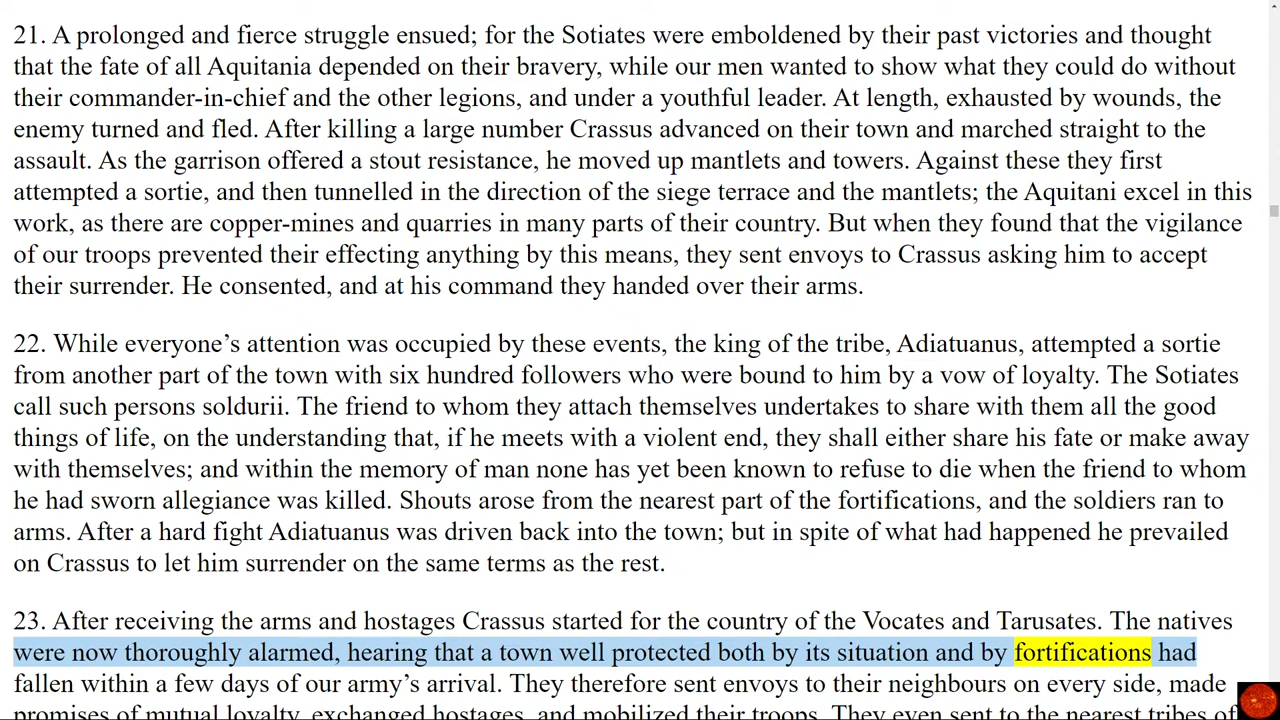 21. A prolonged and fierce struggle ensued; for the Sotiates were emboldened by their past victories and thought
that the fate of all Aquitania depended on their bravery, while our men wanted to show what they could do without
their commander-in-chief and the other legions, and under a youthful leader. At length, exhausted by wounds, the
enemy turned and fled. After killing a large number Crassus advanced on their town and marched straight to the
assault. As the garrison offered a stout resistance, he moved up mantlets and towers. Against these they first
attempted a sortie, and then tunnelled in the direction of the siege terrace and the mantlets; the Aquitani excel in this
work, as there are copper-mines and quarries in many parts of their country. But when they found that the vigilance
of our troops prevented their effecting anything by this means, they sent envoys to Crassus asking him to accept
their surrender. He consented, and at his command they handed over their arms.
22. While everyone’s attention was occupied by these events, the king of the tribe, Adiatuanus, attempted a sortie
from another part of the town with six hundred followers who were bound to him by a vow of loyalty. The Sotiates
call such persons soldurii. The friend to whom they attach themselves undertakes to share with them all the good
things of life, on the understanding that, if he meets with a violent end, they shall either share his fate or make away
with themselves; and within the memory of man none has yet been known to refuse to die when the friend to whom
he had sworn allegiance was killed. Shouts arose from the nearest part of the fortifications, and the soldiers ran to
arms. After a hard fight Adiatuanus was driven back into the town; but in spite of what had happened he prevailed
on Crassus to let him surrender on the same terms as the rest.
23. After receiving the arms and hostages Crassus started for the country of the Vocates and Tarusates. The natives
were now thoroughly alarmed, hearing that a town well protected both by its situation and by fortifications had
fallen within a few days of our army’s arrival. They therefore sent envoys to their neighbours on every side, made
promises of mutual loyalty, exchanged hostages, and mobilized their troops. They even sent to the nearest tribes of